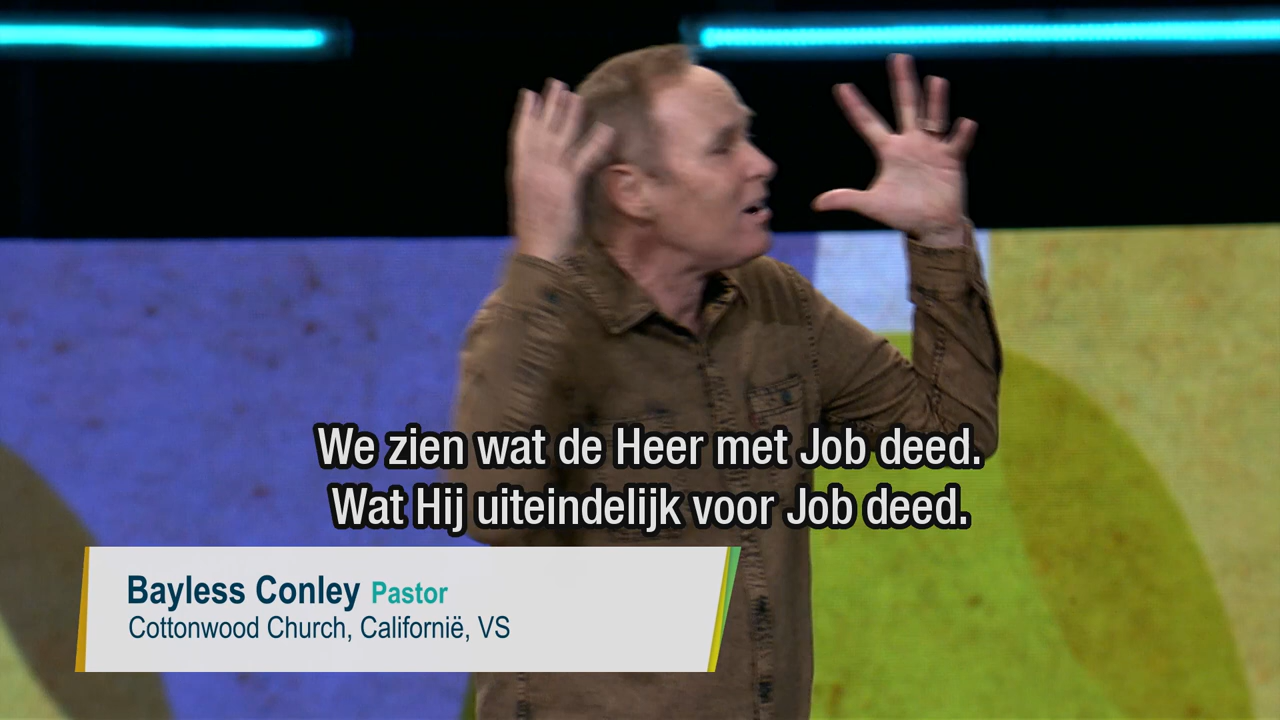 We zien wat de Heer met Job deed.
Wat Hij uiteindelijk voor Job deed.
Bayless Conley Pastor
Cottonwood Church, Californië, VS